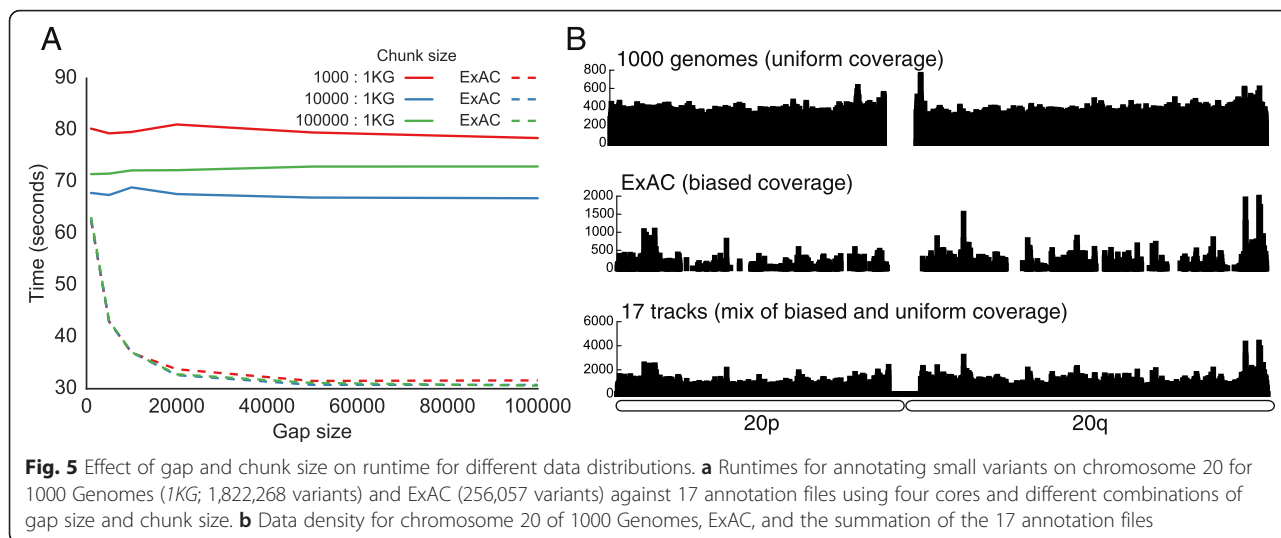 A
Chunk size
1000 : 1KG ExAC
10000 : 1KG ExAC
100000 : 1KG ExAC
Time (seconds)
90
80
70
60
50
40
30
0 20000 40000 60000 80000 100000
Gap size
B
1000 genomes (uniform coverage)
800
600
400
200
0
ExAC (biased coverage)
2000
1500
1000
500
0
17 tracks (mix of biased and uniform coverage)
6000
4000
2000
0
20p 20q
Fig. 5 Effect of gap and chunk size on runtime for different data distributions. a Runtimes for annotating small variants on chromosome 20 for
1000 Genomes (1KG; 1,822,268 variants) and ExAC (256,057 variants) against 17 annotation files using four cores and different combinations of
gap size and chunk size. b Data density for chromosome 20 of 1000 Genomes, ExAC, and the summation of the 17 annotation files